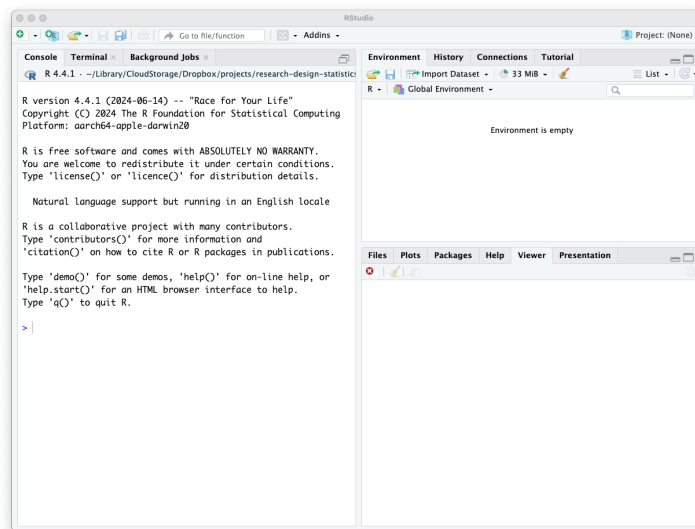 RStudio
Go to file/function
Addins
Project: (None)
Console Terminal Background Jobs
R 4.4.1 · ~/Library/CloudStorage/Dropbox/projects/research-design-statistics
R version 4.4.1 (2024-06-14) -- "Race for Your Life"
Copyright (C) 2024 The R Foundation for Statistical Computing
Platform: aarch64-apple-darwin20
R is free software and comes with ABSOLUTELY NO WARRANTY.
You are welcome to redistribute it under certain conditions.
Type 'license()' or 'licence()' for distribution details.
Natural language support but running in an English locale
R is a collaborative project with many contributors.
Type 'contributors()' for more information and
'citation()' on how to cite R or R packages in publications.
Type 'demo()' for some demos, 'help()' for on-line help, or
'help.start()' for an HTML browser interface to help.
Type 'q()' to quit R.
>
Environment History Connections Tutorial
Import Dataset 33 MiB List
R Global Environment
Environment is empty
Files Plots Packages Help Viewer Presentation